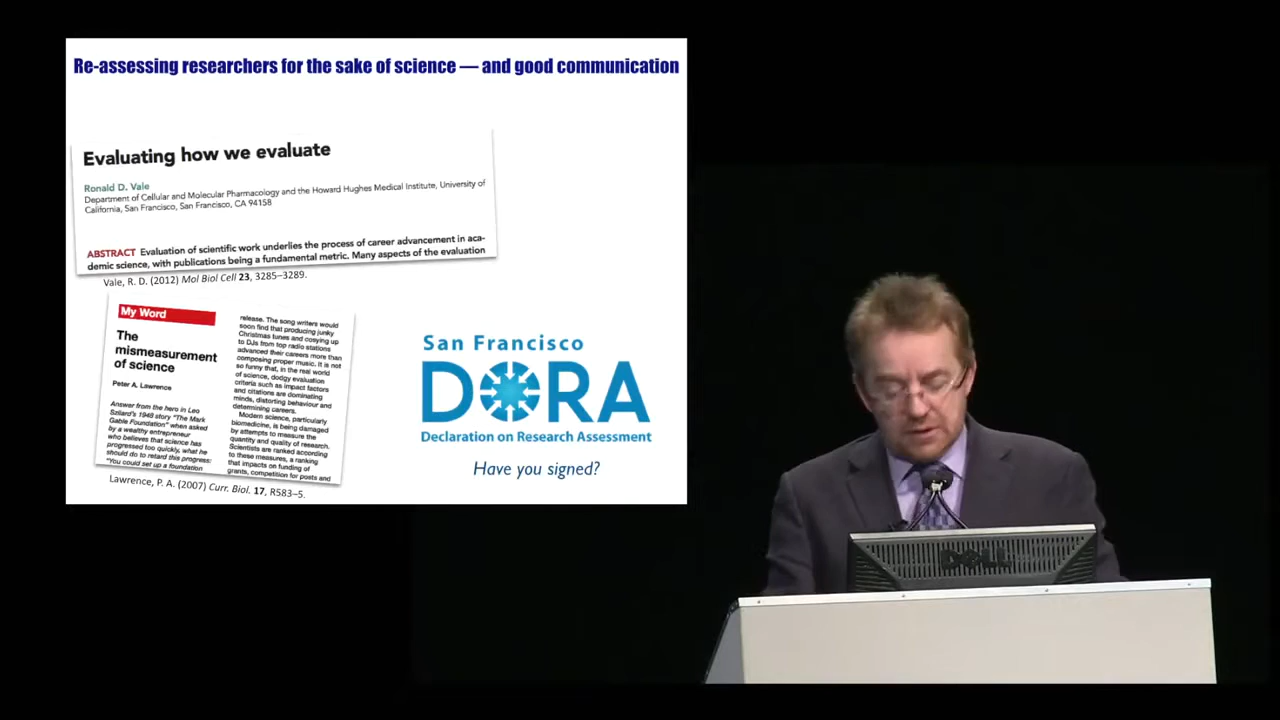 Re-assessing researchers for the sake of science — and good communication
Evaluating how we evaluate
Ronald D. Vale
Department of Cellular and Molecular Pharmacology and the Howard Hughes Medical Institute, University of
California, San Francisco, San Francisco, CA 94158
ABSTRACT Evaluation of scientific work underlies the process of career advancement in aca-
demic science, with publications being a fundamental metric. Many aspects of the evaluation
Vale, R. D. (2012) Mol Biol Cell 23, 3285–3289.
My Word
The
mismeasurement
of science
Peter A. Lawrence
Answer from the hero in Leo
Szilard's 1948 story "The Mark
Gable Foundation" when asked
by a wealthy entrepreneur
who believes that science has
progressed too quickly, what he
should do to retard this progress:
"You could set up a foundation
release. The song writers would
soon find that producing junky
Christmas tunes and cosying up
to DJs from top radio stations
advanced their careers more than
composing proper music. It is not
so funny that, in the real world
of science, dodgy evaluation
criteria such as impact factors
and citations are dominating
minds, distorting behaviour and
determining careers.
Modern science, particularly
biomedicine, is being damaged
by attempts to measure the
quantity and quality of research.
Scientists are ranked according
to these measures, a ranking
that impacts on funding of
grants, competition for posts and
Lawrence, P. A. (2007) Curr. Biol. 17, R583–5.
San Francisco
DORA
Declaration on Research Assessment
Have you signed?
DELL